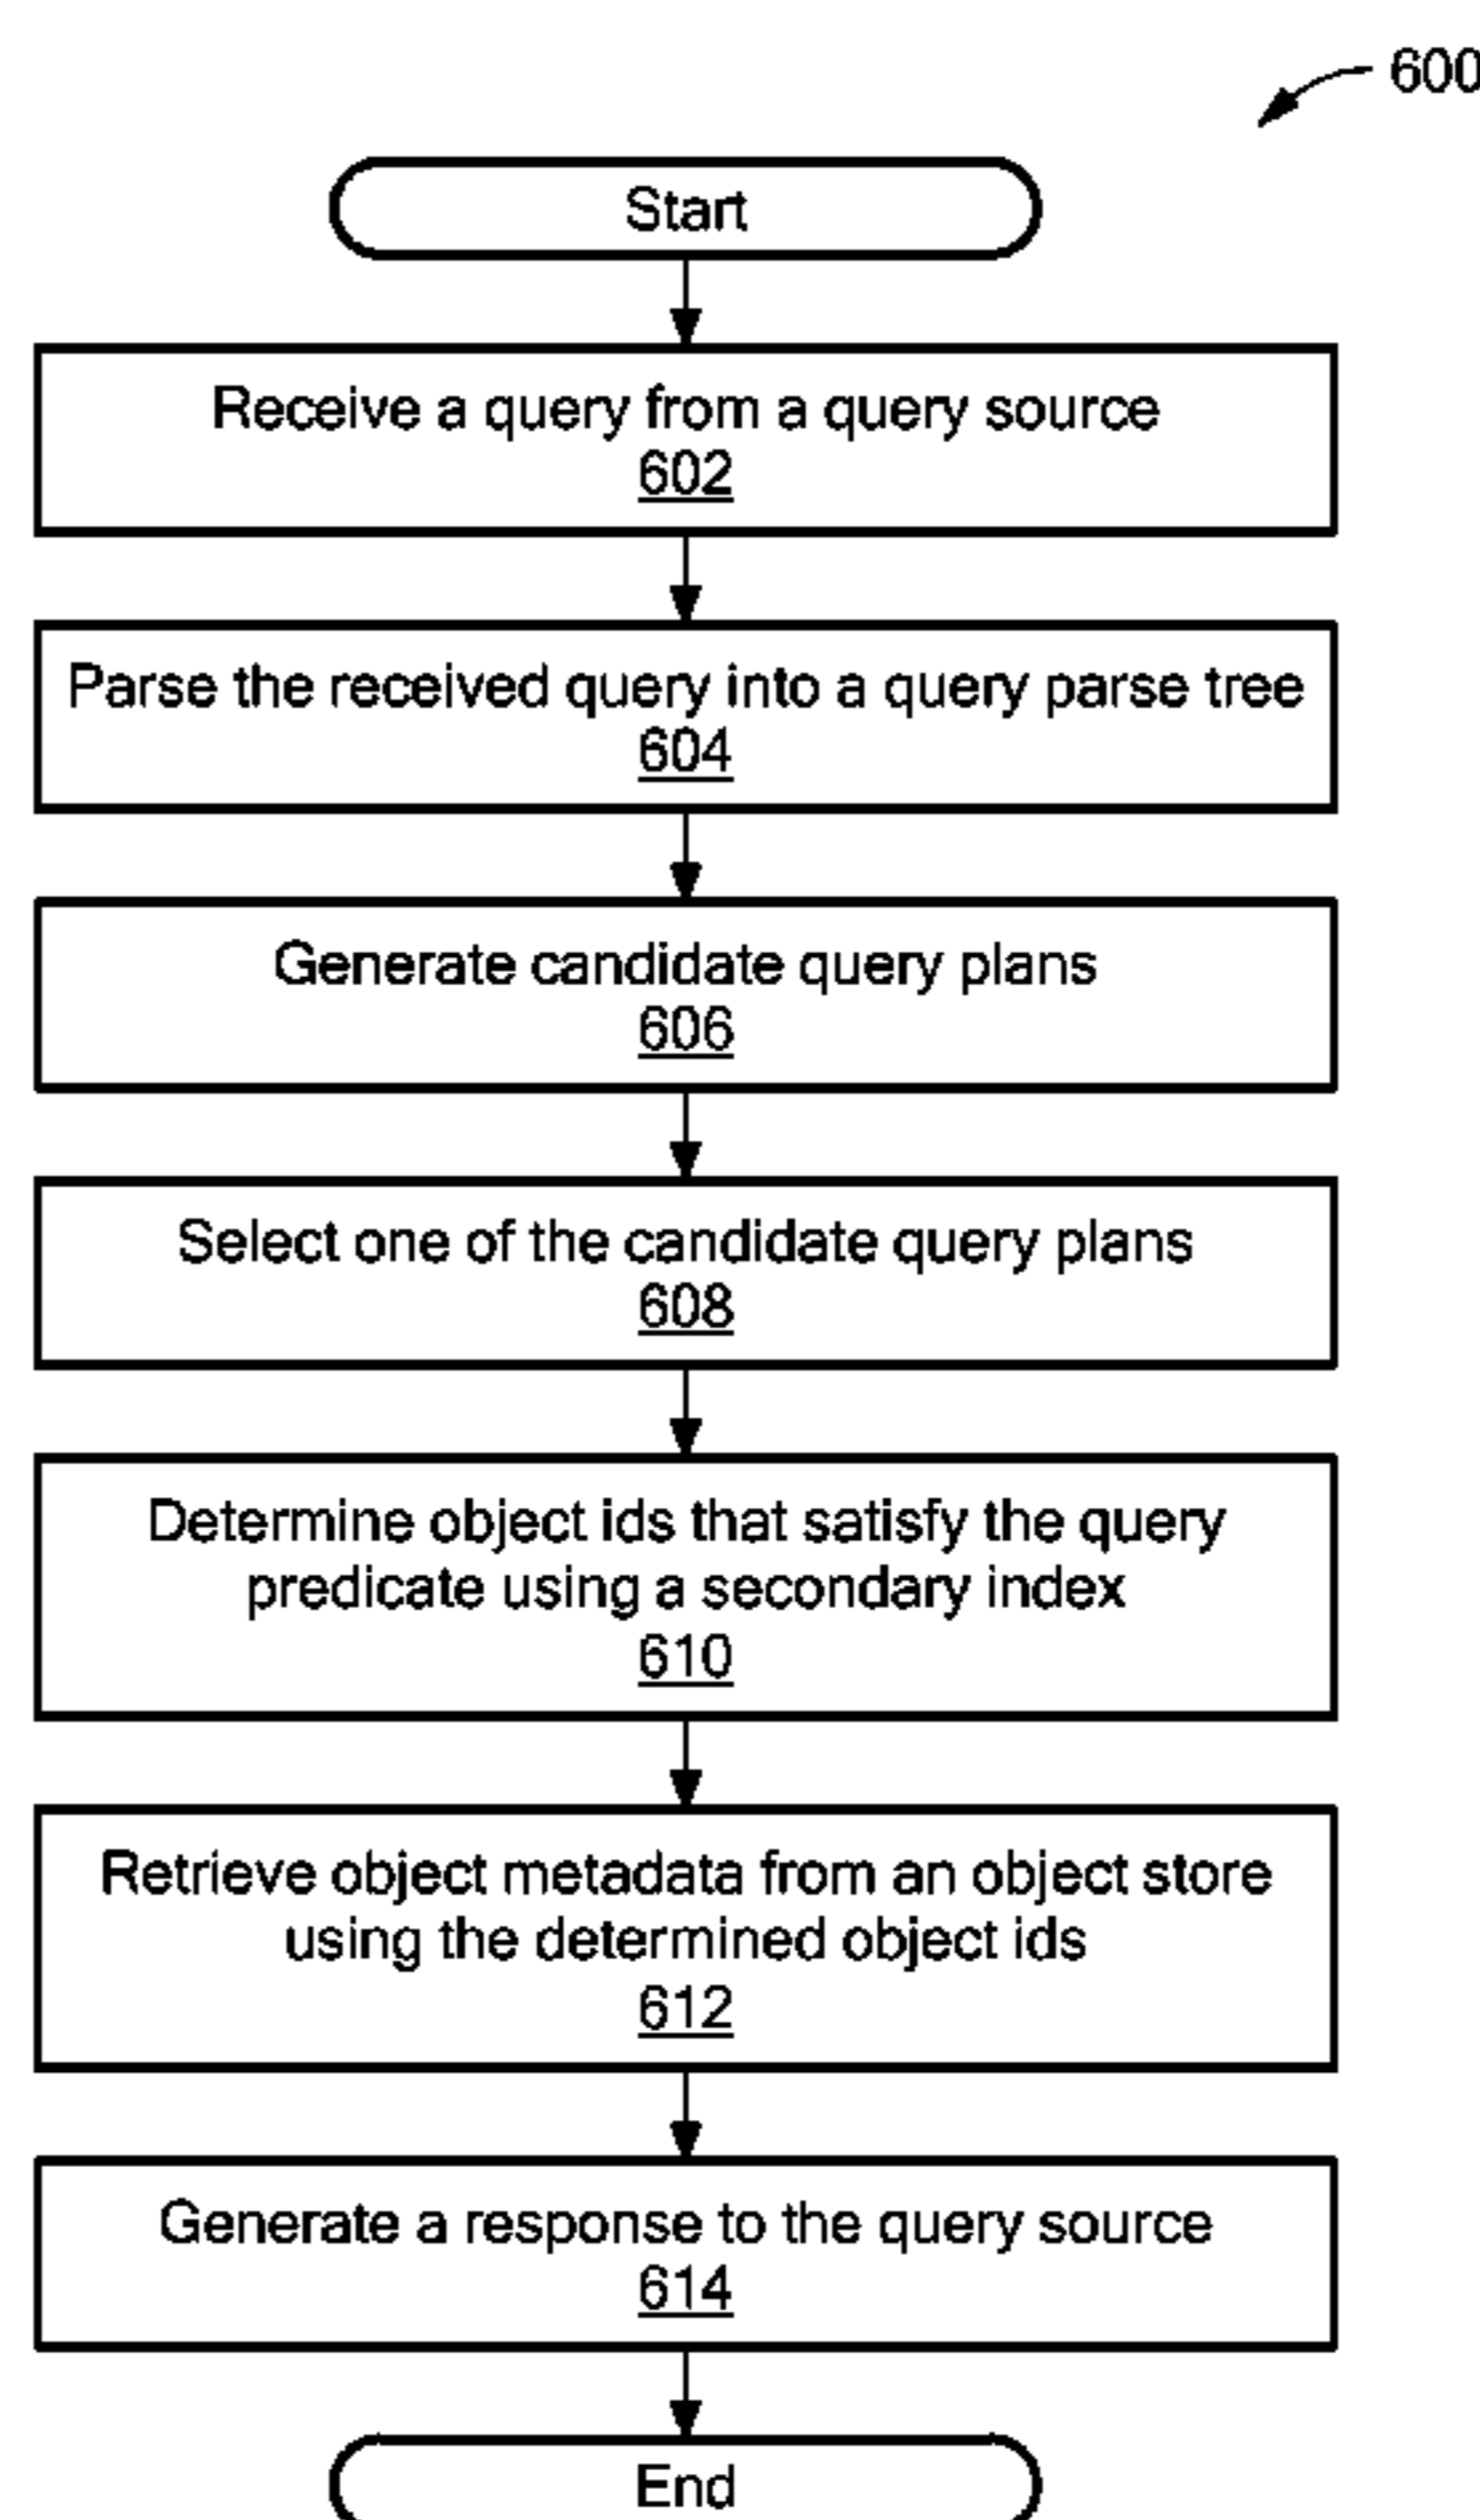 600
Start
Receive a query from a query source
602
Parse the received query into a query parse tree
604
Generate candidate query plans
606
Select one of the candidate query plans
608
Determine object ids that satisfy the query
predicate using a secondary index
610
Retrieve object metadata from an object store
using the determined object ids
612
Generate a response to the query source
614
End